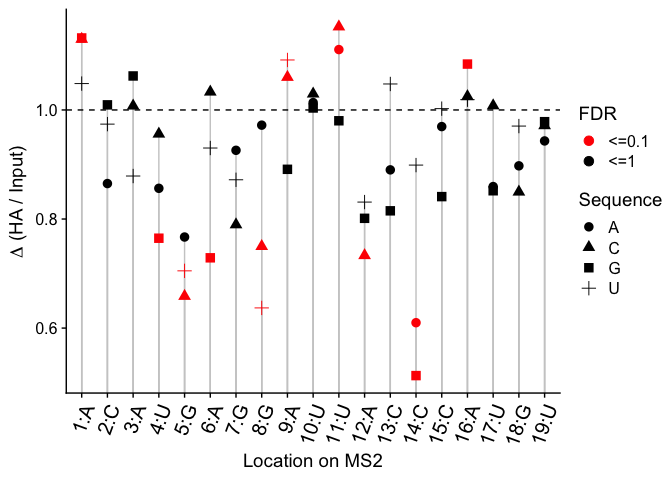 Δ (HA / Input)
1.0
0.8
0.6
1:A
2:C
3:A
4:U
5:G
6:A
7:G
8:G
9:A
10:U
11:U
12:A
13:C
14:C
15:C
16:A
17:U
18:G
19:U
Location on MS2
FDR
<=0.1
<=1
Sequence
A
C
G
U